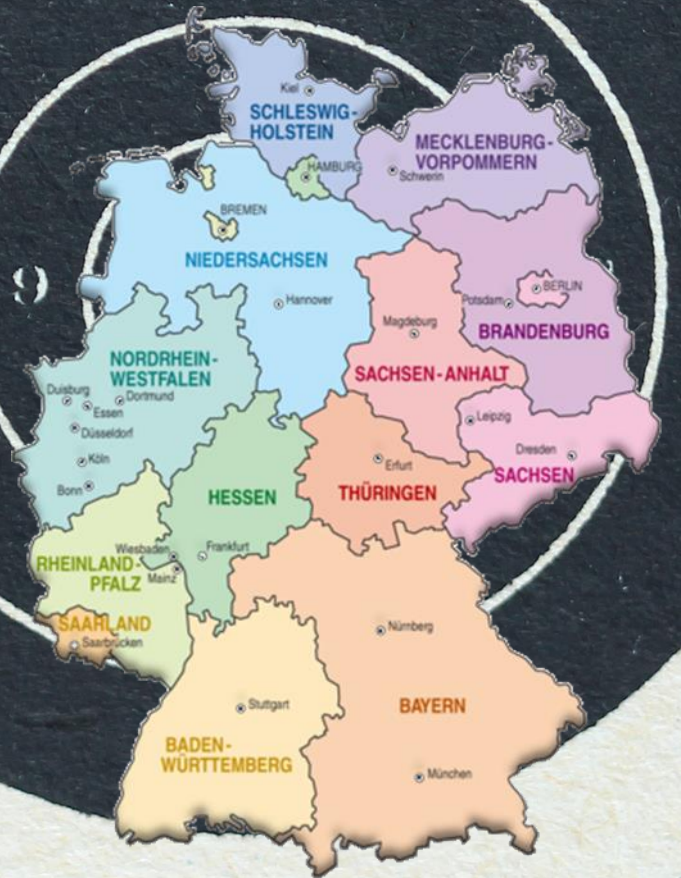 Kiel
SCHLESWIG-
HOLSTEIN
MECKLENBURG-
VORPOMMERN
HAMBURG
Schwerin
BREMEN
NIEDERSACHSEN
9
Hannover
BERLIN
Potsdam
Magdeburg
BRANDENBURG
NORDRHEIN-
WESTFALEN
SACHSEN-ANHALT
Duisburg
Dortmund
Essen
Düsseldorf
Leipzig
Köln
Dresden
Erfurt
SACHSEN
Bonn
HESSEN
THÜRINGEN
Wiesbaden
Frankfurt
RHEINLAND-
PFALZ
Mainz
SAARLAND
Saarbrücken
Nürnberg
Stuttgart
BAYERN
BADEN-
WÜRTTEMBERG
München